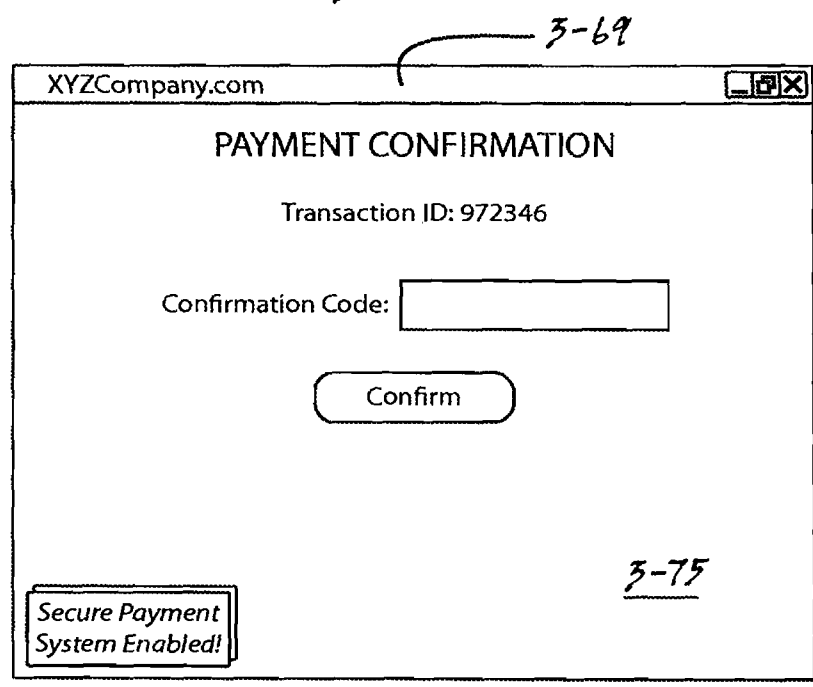 3-69
XYZCompany.com
PAYMENT CONFIRMATION
Transaction ID: 972346
Confirmation Code:
Confirm
3-75
Secure Payment
System Enabled!